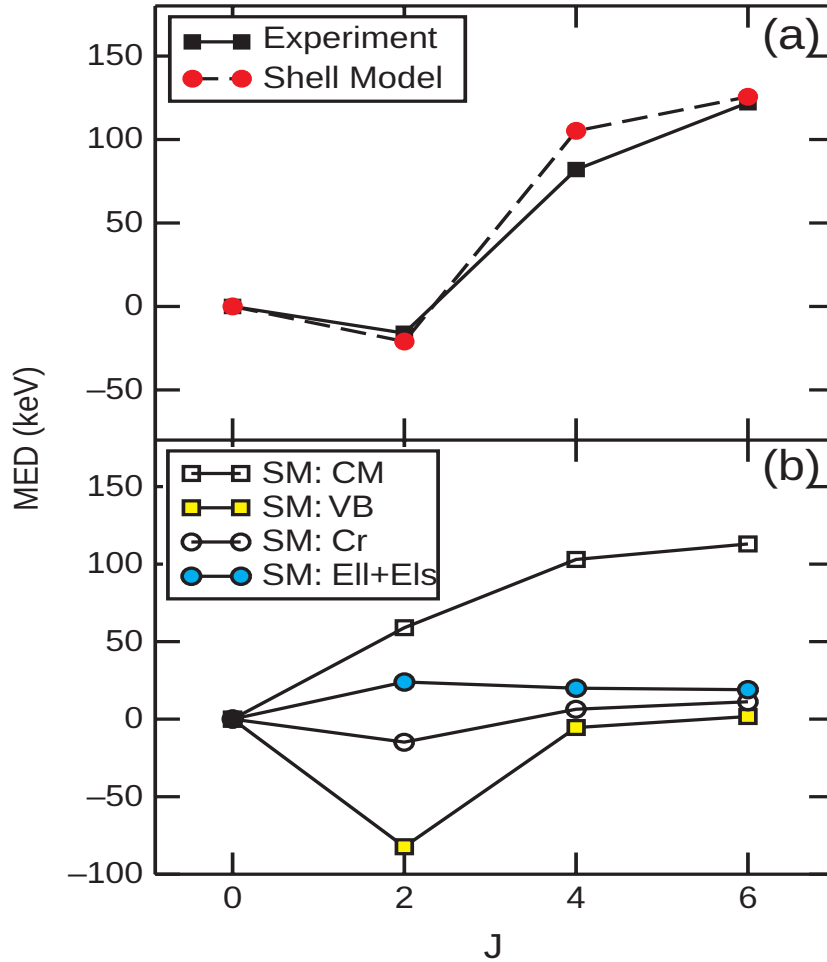 (a)
Experiment
Shell Model
150
100
50
0
−50
MED (keV)
(b)
SM: CM
SM: VB
SM: Cr
SM: Ell+Els
150
100
50
0
−50
−100
0 2 4 6
J